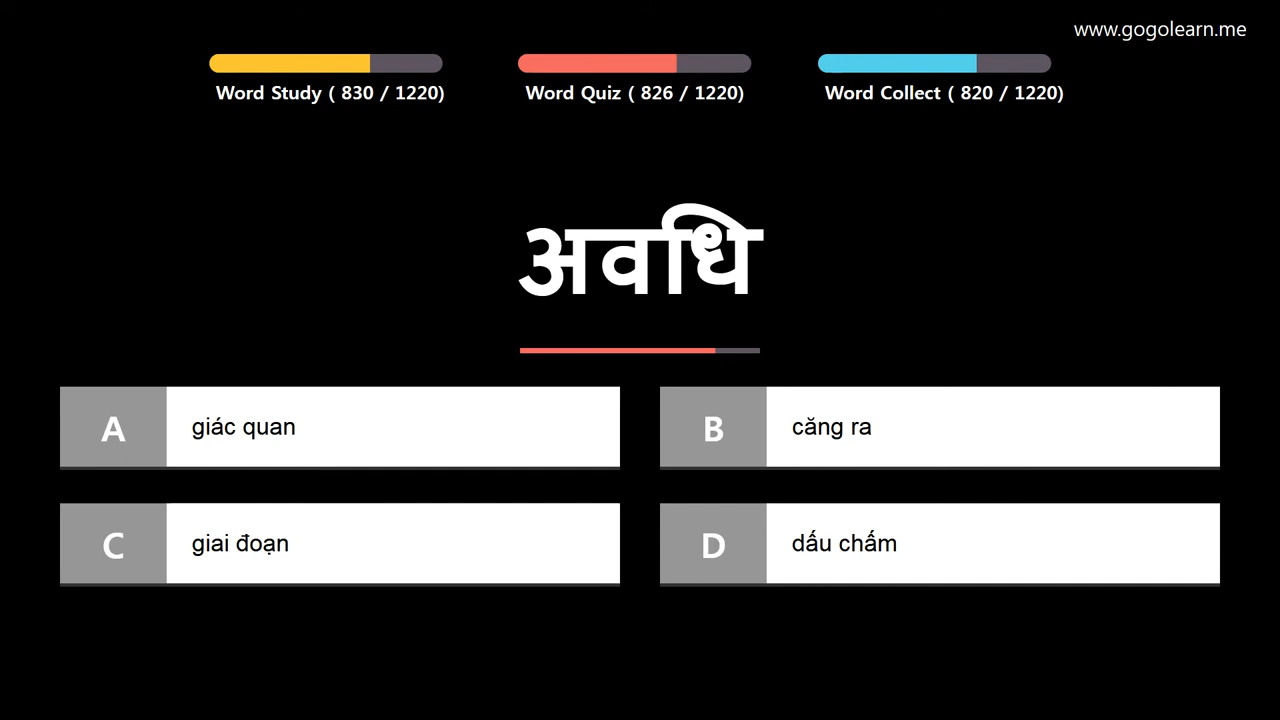 www.gogolearn.me
Word Study ( 830 / 1220)
Word Quiz ( 826 / 1220)
Word Collect ( 820 / 1220)
अवधि
A giác quan
B căng ra
C giai đoạn
D dấu chấm